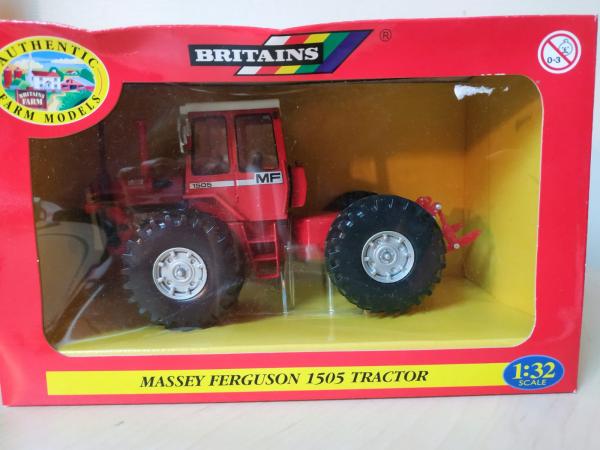 AUTHENTIC
FARM MODELS
BRITAINS
FARM
BRITAINS®
0-3
1505
MF
MASSEY FERGUSON 1505 TRACTOR
1:32
SCALE